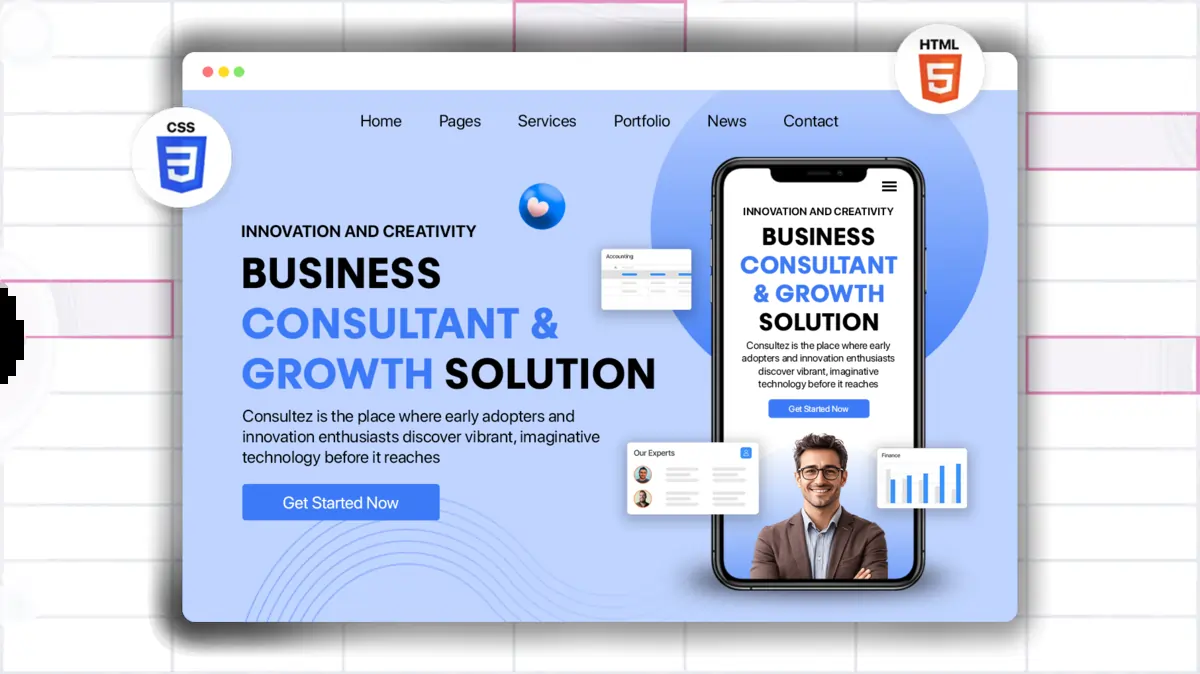 HTML
5
CSS
3
Home Pages Services Portfolio News Contact
INNOVATION AND CREATIVITY
BUSINESS
CONSULTANT &
GROWTH SOLUTION
Consultez is the place where early adopters and
innovation enthusiasts discover vibrant, imaginative
technology before it reaches
Get Started Now
Accounting
INNOVATION AND CREATIVITY
BUSINESS
CONSULTANT
& GROWTH
SOLUTION
Consultez is the place where early
adopters and innovation enthusiasts
discover vibrant, imaginative
technology before it reaches
Get Started Now
Our Experts
Finance